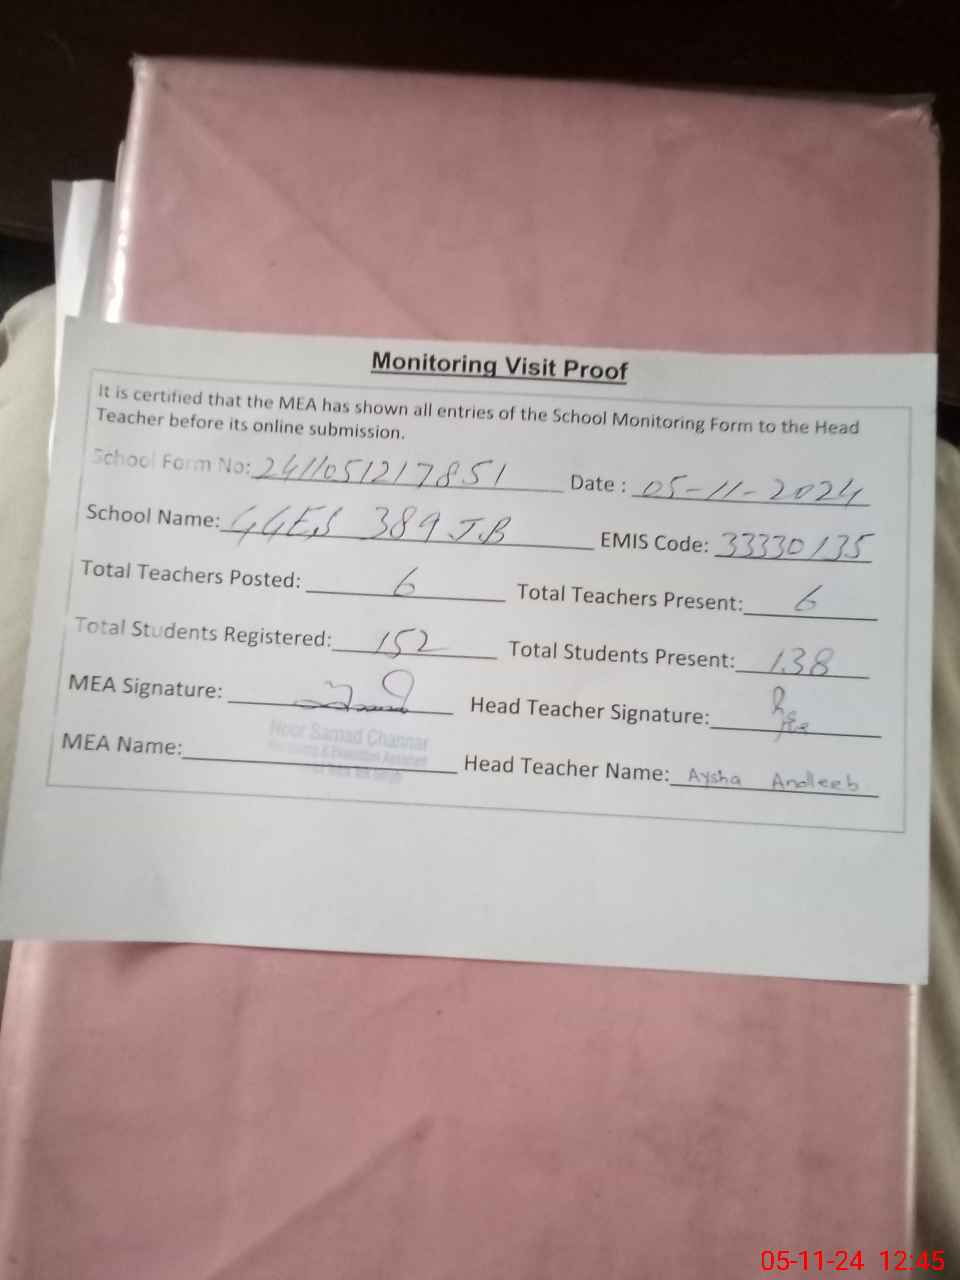 Monitoring Visit Proof
It is certified that the MEA has shown all entries of the School Monitoring Form to the Head
Teacher before its online submission.
School Form No: 2411051217851 Date : 05-11-2024
School Name: GGES 389 JB EMIS Code: 33330135
Total Teachers Posted: 6 Total Teachers Present: 6
Total Students Registered: 152 Total Students Present: 138
MEA Signature: Head Teacher Signature:
Noor Samad Channar
MEA Name: Head Teacher Name: Aysha Andleeb
05-11-24 12:45